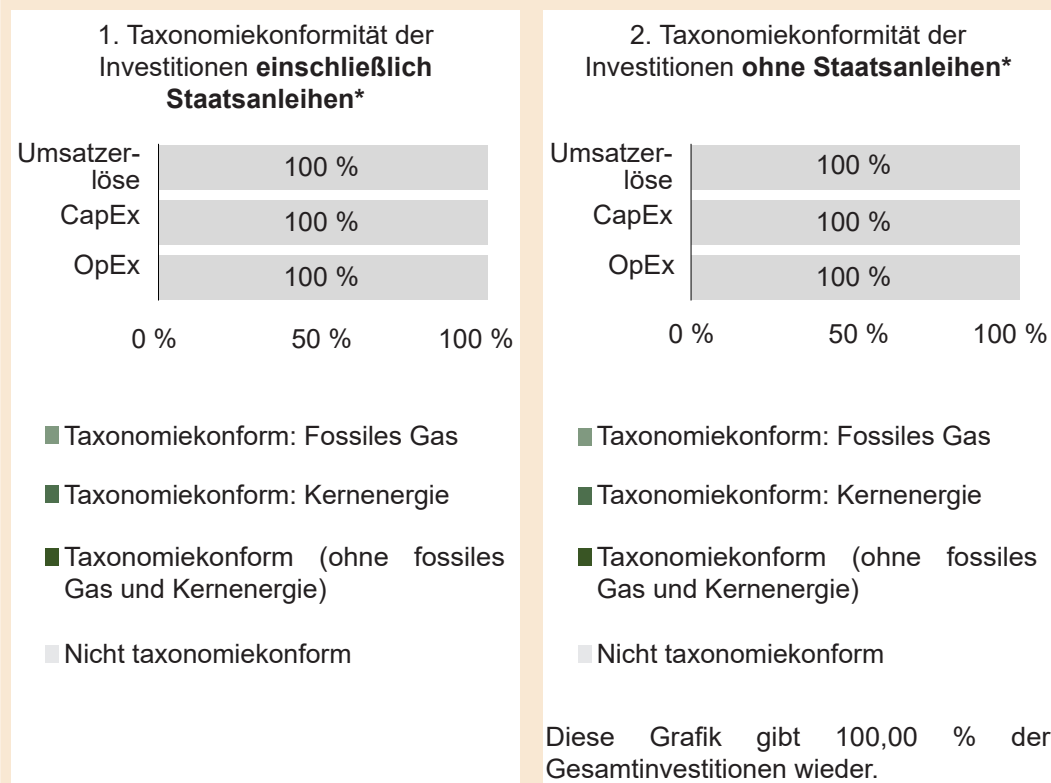 1. Taxonomiekonformität der
Investitionen einschließlich
Staatsanleihen*
Umsatzer-
löse
100 %
CapEx
100 %
OpEx
100 %
0 % 50 % 100 %
Taxonomiekonform: Fossiles Gas
Taxonomiekonform: Kernenergie
Taxonomiekonform (ohne fossiles
Gas und Kernenergie)
Nicht taxonomiekonform
2. Taxonomiekonformität der
Investitionen ohne Staatsanleihen*
Umsatzer-
löse
100 %
CapEx
100 %
OpEx
100 %
0 % 50 % 100 %
Taxonomiekonform: Fossiles Gas
Taxonomiekonform: Kernenergie
Taxonomiekonform (ohne fossiles
Gas und Kernenergie)
Nicht taxonomiekonform
Diese Grafik gibt 100,00 % der
Gesamtinvestitionen wieder.